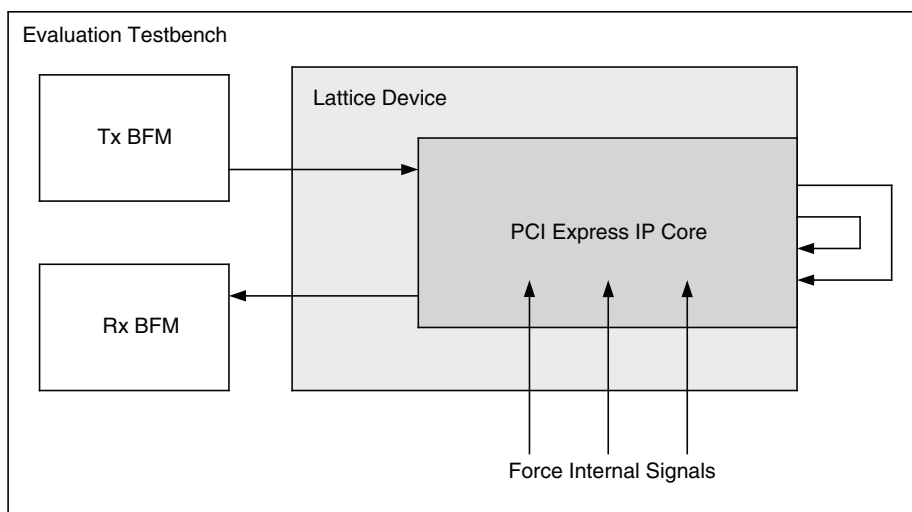 Evaluation Testbench
Lattice Device
Tx BFM
PCI Express IP Core
Rx BFM
Force Internal Signals